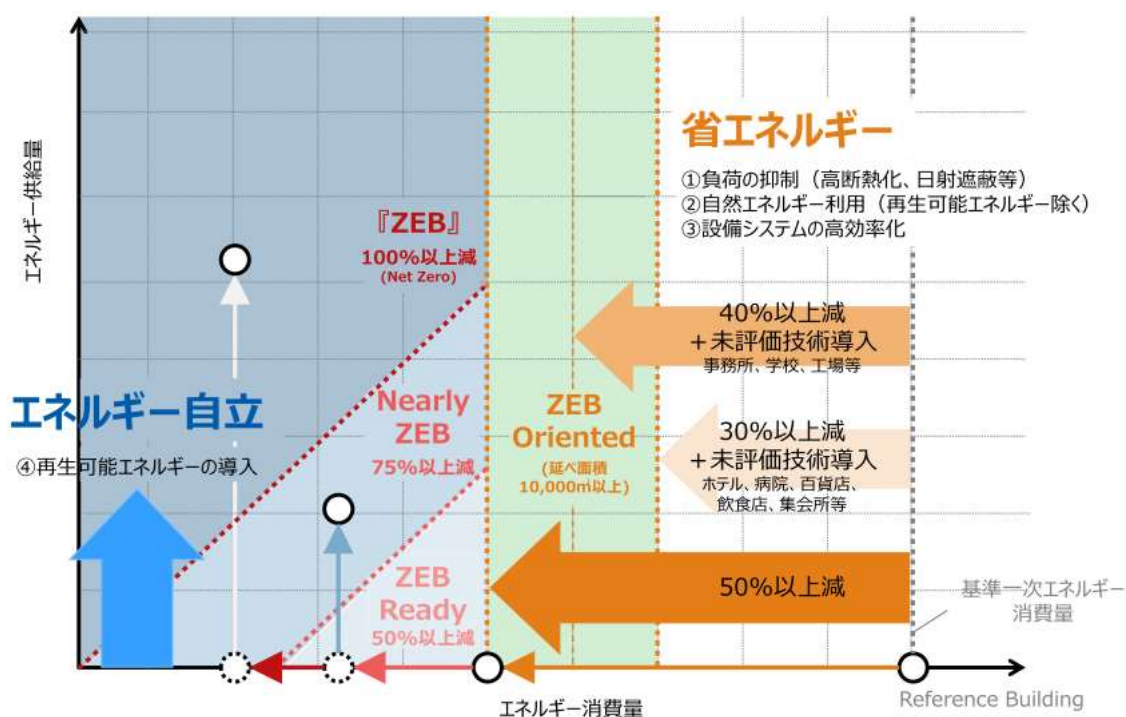 エネルギー供給量
省エネルギー
①負荷の抑制（高断熱化、日射遮蔽等）
②自然エネルギー利用（再生可能エネルギー除く）
③設備システムの高効率化
『ZEB』
100%以上減
(Net Zero)
40%以上減
＋未評価技術導入
事務所、学校、工場等
エネルギー自立
④再生可能エネルギーの導入
Nearly
ZEB
75%以上減
ZEB
Oriented
(延べ面積
10,000㎡以上)
30%以上減
＋未評価技術導入
ホテル、病院、百貨店、
飲食店、集会所等
ZEB
Ready
50%以上減
50%以上減
基準一次エネルギー
消費量
エネルギー消費量
Reference Building